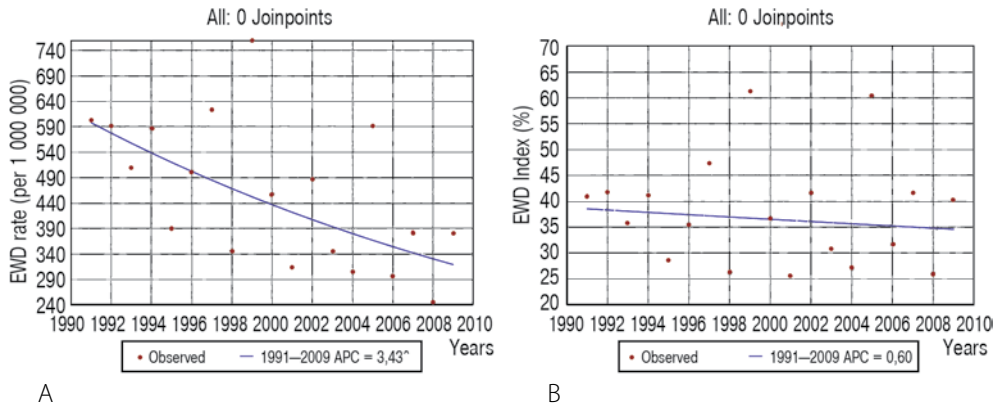 All: 0 Joinpoints
EWD rate (per 1 000 000)
740
690
640
590
540
490
440
390
340
290
240
1990 1992 1994 1996 1998 2000 2002 2004 2006 2008 2010
Years
• Observed — 1991—2009 APC = 3,43^
A
All: 0 Joinpoints
EWD Index (%)
70
65
60
55
50
45
40
35
30
25
20
1990 1992 1994 1996 1998 2000 2002 2004 2006 2008 2010
Years
• Observed — 1991—2009 APC = 0,60
B